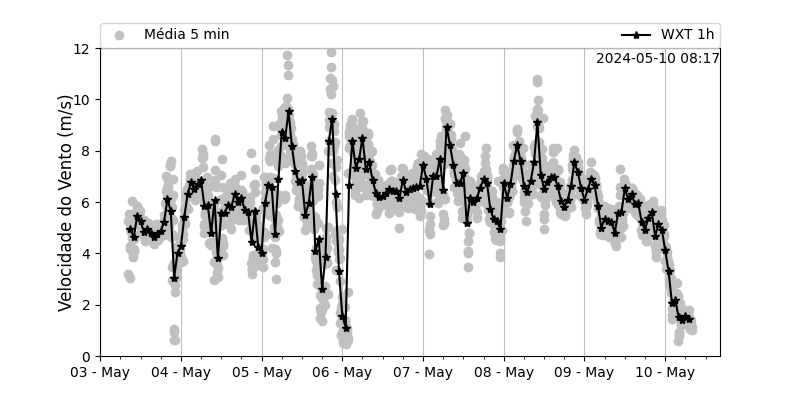 Média 5 min
WXT 1h
2024-05-10 08:17
Velocidade do Vento (m/s)
12
10
8
6
4
2
0
03 - May
04 - May
05 - May
06 - May
07 - May
08 - May
09 - May
10 - May